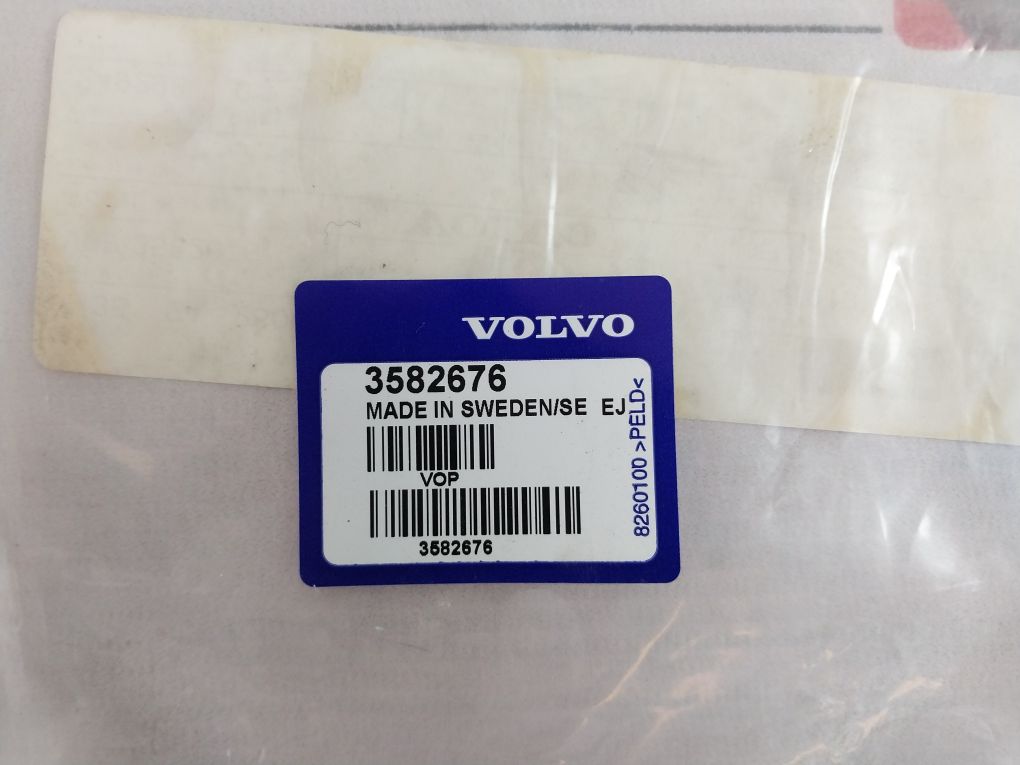 VOLVO
3582676
MADE IN SWEDEN/SE EJ
VOP
3582676
8260100 >PELD<